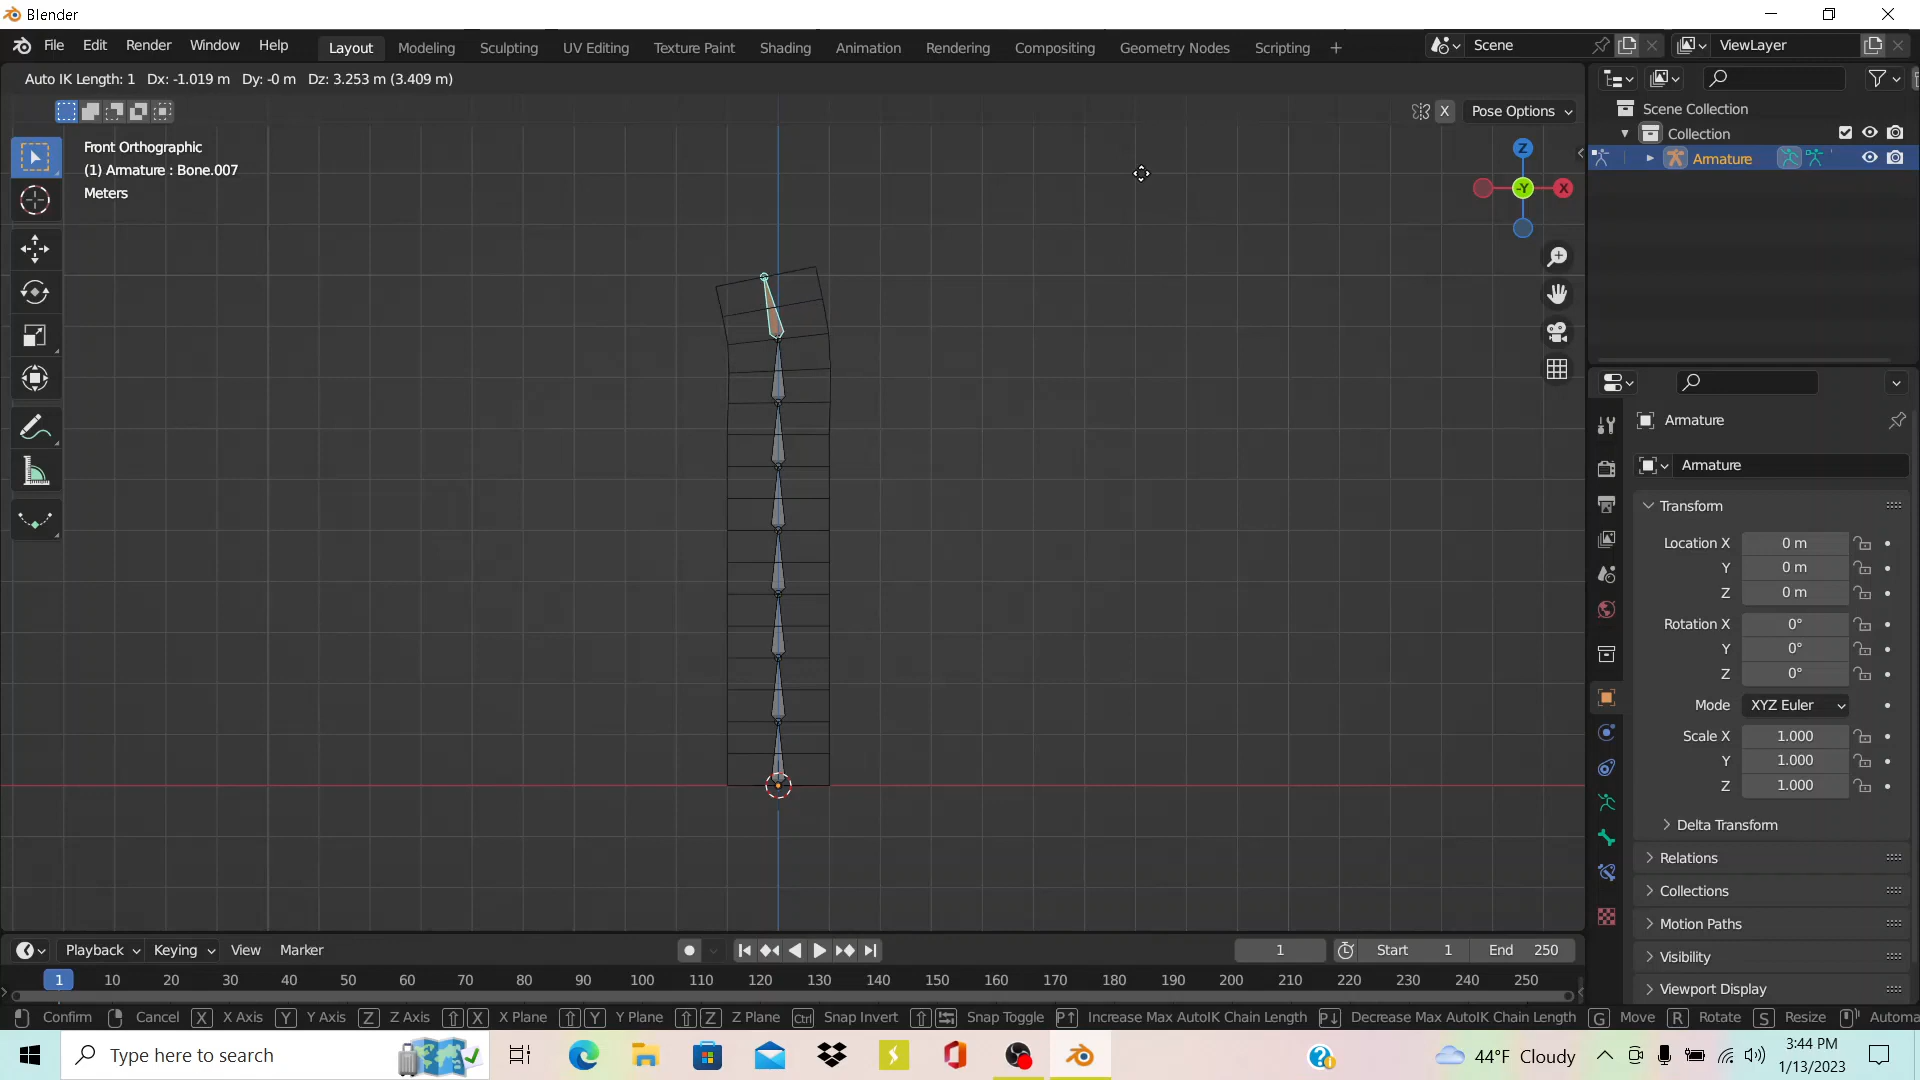 Blender
File Edit Render Window Help Layout Modeling Sculpting UV Editing Texture Paint Shading Animation Rendering Compositing Geometry Nodes Scripting + Scene ViewLayer
Auto IK Length: 1 Dx: -1.019 m Dy: -0 m Dz: 3.253 m (3.409 m)
X Pose Options
Front Orthographic
(1) Armature : Bone.007
Meters
Z
-Y
X
Scene Collection
Collection
Armature
Armature
Armature
Transform
Location X 0 m
Y 0 m
Z 0 m
Rotation X 0°
Y 0°
Z 0°
Mode XYZ Euler
Scale X 1.000
Y 1.000
Z 1.000
Delta Transform
Relations
Collections
Motion Paths
Visibility
Viewport Display
Playback Keying View Marker 1 Start 1 End 250
1 10 20 30 40 50 60 70 80 90 100 110 120 130 140 150 160 170 180 190 200 210 220 230 240 250
Confirm Cancel X X Axis Y Y Axis Z Z Axis X X Plane Y Y Plane Z Z Plane Ctrl Snap Invert Snap Toggle P↑ Increase Max AutoIK Chain Length P↓ Decrease Max AutoIK Chain Length G Move R Rotate S Resize Automa
Type here to search
44°F Cloudy
3:44 PM
1/13/2023